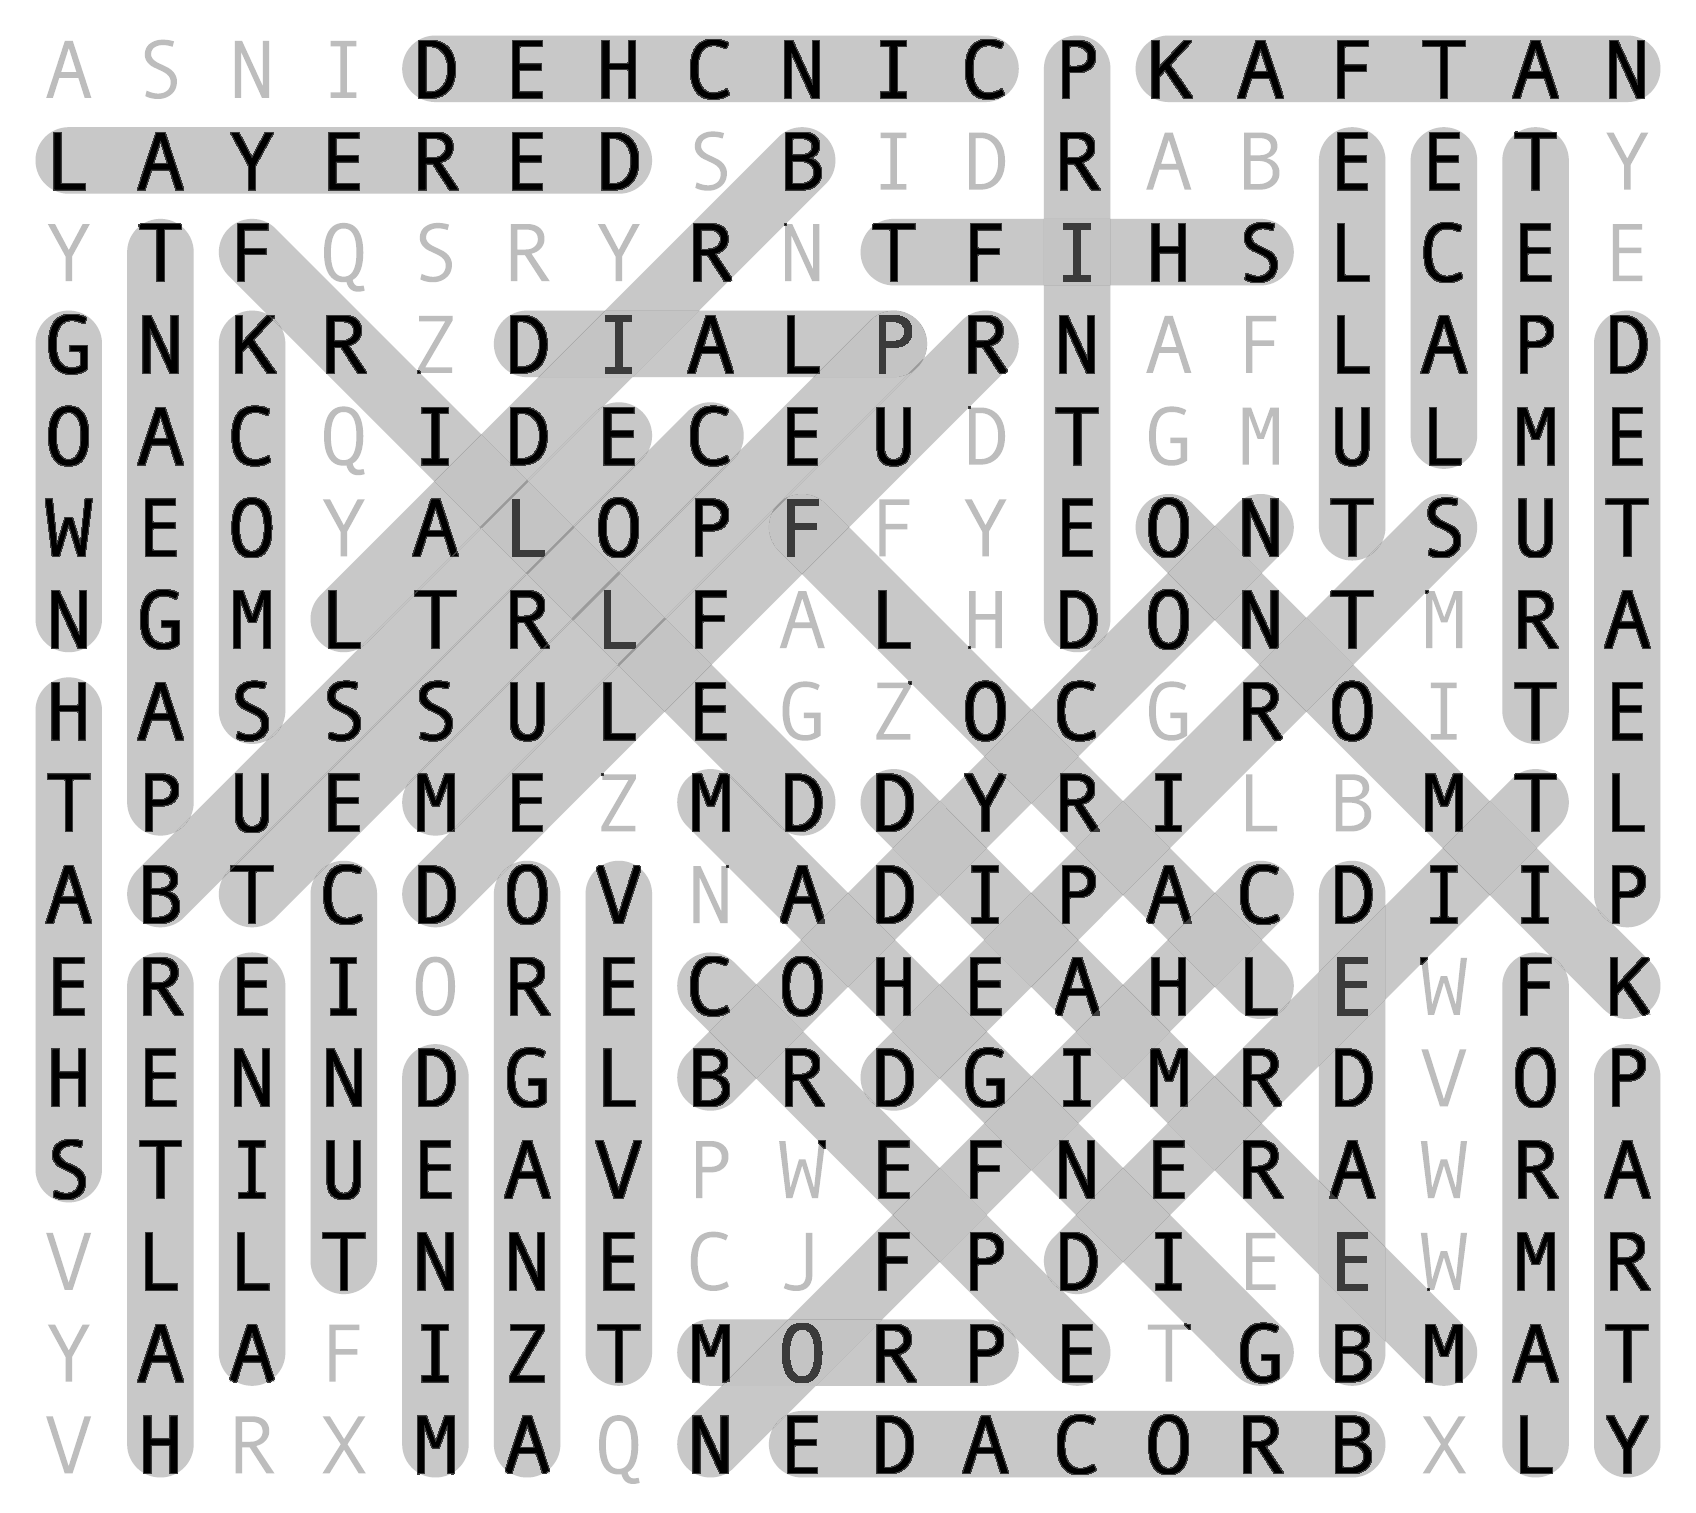 A S N I D E H C N I C P K A F T A N
L A Y E R E D S B I D R A B E E T Y
Y T F Q S R Y R N T F I H S L C E E
G N K R Z D I A L P R N A F L A P D
O A C Q I D E C E U D T G M U L M E
W E O Y A L O P F F Y E O N T S U T
N G M L T R L F A L H D O N T M R A
H A S S S U L E G Z O C G R O I T E
T P U E M E Z M D D Y R I L B M T L
A B T C D O V N A D I P A C D I I P
E R E I O R E C O H E A H L E W F K
H E N N D G L B R D G I M R D V O P
S T I U E A V P W E F N E R A W R A
V L L T N N E C J F P D I E E W M R
Y A A F I Z T M O R P E T G B M A T
V H R X M A Q N E D A C O R B X L Y